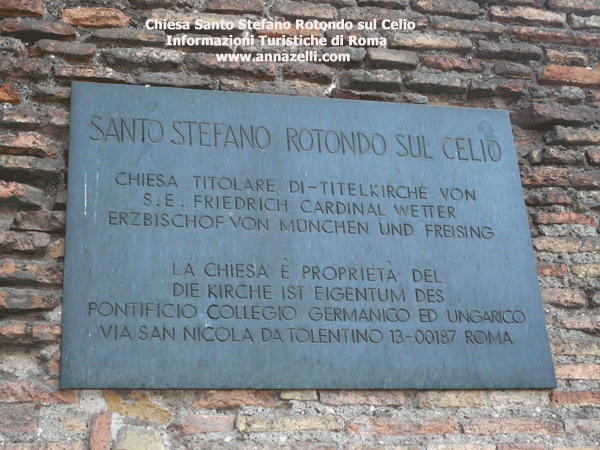 Chiesa Santo Stefano Rotondo sul Celio
Informazioni Turistiche di Roma
www.annazelli.com
SANTO STEFANO ROTONDO SUL CELIO
CHIESA TITOLARE DI-TITELKIRCHE VON
S.E. FRIEDRICH CARDINAL WETTER
ERZBISCHOF VON MÜNCHEN UND FREISING
LA CHIESA È PROPRIETÀ DEL
DIE KIRCHE IST EIGENTUM DES
PONTIFICIO COLLEGIO GERMANICO ED UNGARICO
VIA SAN NICOLA DA TOLENTINO 13-00187 ROMA